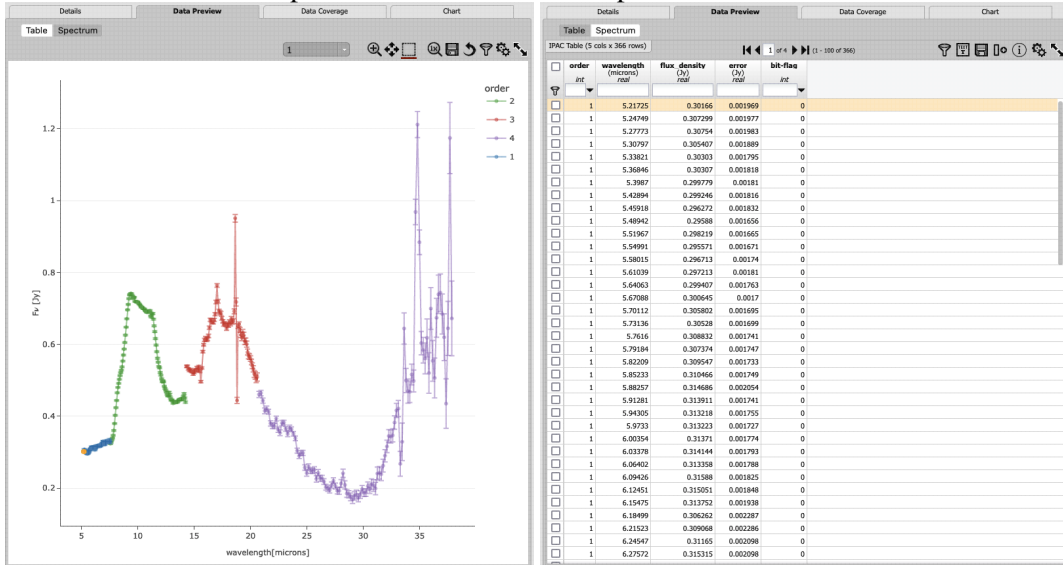 Details Data Preview Data Coverage Chart
Table Spectrum
1
order
2
3
4
1
1.2
1
0.8
0.6
0.4
0.2
Fν [Jy]
5 10 15 20 25 30 35
wavelength[microns]
Details Data Preview Data Coverage Chart
Table Spectrum
IPAC Table (5 cols x 366 rows) 1 of 4 (1 - 100 of 366)
order wavelength flux_density error bit-flag
(microns) (Jy) (Jy)
int real real real int
1 5.21725 0.30166 0.001969 0
1 5.24749 0.307299 0.001977 0
1 5.27773 0.30754 0.001983 0
1 5.30797 0.305407 0.001889 0
1 5.33821 0.30303 0.001795 0
1 5.36846 0.30307 0.001818 0
1 5.3987 0.299779 0.00181 0
1 5.42894 0.299246 0.001816 0
1 5.45918 0.296272 0.001832 0
1 5.48942 0.29588 0.001656 0
1 5.51967 0.298219 0.001665 0
1 5.54991 0.295571 0.001671 0
1 5.58015 0.296713 0.00174 0
1 5.61039 0.297213 0.00181 0
1 5.64063 0.299407 0.001763 0
1 5.67088 0.300645 0.0017 0
1 5.70112 0.305802 0.001695 0
1 5.73136 0.30528 0.001699 0
1 5.7616 0.308832 0.001741 0
1 5.79184 0.307374 0.001747 0
1 5.82209 0.309547 0.001733 0
1 5.85233 0.310466 0.001749 0
1 5.88257 0.314686 0.002054 0
1 5.91281 0.313911 0.001741 0
1 5.94305 0.313218 0.001755 0
1 5.9733 0.313223 0.001727 0
1 6.00354 0.31371 0.001774 0
1 6.03378 0.314144 0.001793 0
1 6.06402 0.313358 0.001788 0
1 6.09426 0.31588 0.001825 0
1 6.12451 0.315051 0.001848 0
1 6.15475 0.313752 0.001938 0
1 6.18499 0.306262 0.002287 0
1 6.21523 0.309068 0.002286 0
1 6.24547 0.31165 0.002098 0
1 6.27572 0.315315 0.002098 0